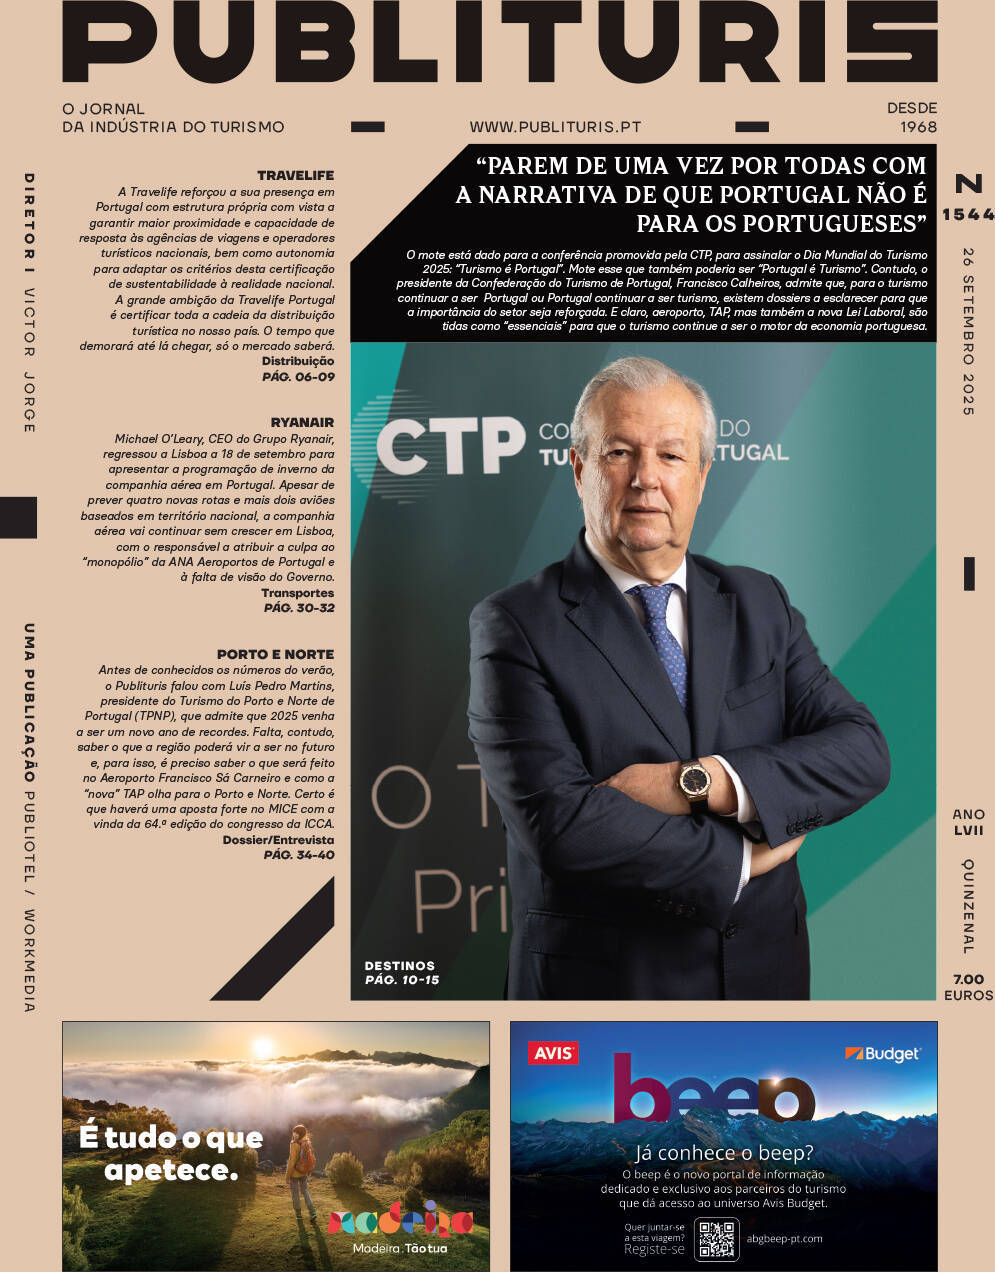 PUBLITURIS
O JORNAL
DA INDÚSTRIA DO TURISMO
WWW.PUBLITURIS.PT
DESDE
1968
DIRETOR I VICTOR JORGE
UMA PUBLICAÇÃO PUBLIOTEL / WORKMEDIA
TRAVELIFE
A Travelife reforçou a sua presença em
Portugal com estrutura própria com vista a
garantir maior proximidade e capacidade de
resposta às agências de viagens e operadores
turísticos nacionais, bem como autonomia
para adaptar os critérios desta certificação
de sustentabilidade à realidade nacional.
A grande ambição da Travelife Portugal
é certificar toda a cadeia da distribuição
turística no nosso país. O tempo que
demorará até lá chegar, só o mercado saberá.
Distribuição
PÁG. 06-09
RYANAIR
Michael O’Leary, CEO do Grupo Ryanair,
regressou a Lisboa a 18 de setembro para
apresentar a programação de inverno da
companhia aérea em Portugal. Apesar de
prever quatro novas rotas e mais dois aviões
baseados em território nacional, a companhia
aérea vai continuar sem crescer em Lisboa,
com o responsável a atribuir a culpa ao
“monopólio” da ANA Aeroportos de Portugal e
à falta de visão do Governo.
Transportes
PÁG. 30-32
PORTO E NORTE
Antes de conhecidos os números do verão,
o Publituris falou com Luís Pedro Martins,
presidente do Turismo do Porto e Norte de
Portugal (TPNP), que admite que 2025 venha
a ser um novo ano de recordes. Falta, contudo,
saber o que a região poderá vir a ser no futuro
e, para isso, é preciso saber o que será feito
no Aeroporto Francisco Sá Carneiro e como a
“nova” TAP olha para o Porto e Norte. Certo é
que haverá uma aposta forte no MICE com a
vinda da 64.ª edição do congresso da ICCA.
Dossier/Entrevista
PÁG. 34-40
“PAREM DE UMA VEZ POR TODAS COM
A NARRATIVA DE QUE PORTUGAL NÃO É
PARA OS PORTUGUESES”
O mote está dado para a conferência promovida pela CTP, para assinalar o Dia Mundial do Turismo
2025: “Turismo é Portugal”. Mote esse que também poderia ser “Portugal é Turismo”. Contudo, o
presidente da Confederação do Turismo de Portugal, Francisco Calheiros, admite que, para o turismo
continuar a ser Portugal ou Portugal continuar a ser turismo, existem dossiers a esclarecer para que
a importância do setor seja reforçada. E claro, aeroporto, TAP, mas também a nova Lei Laboral, são
tidas como “essenciais” para que o turismo continue a ser o motor da economia portuguesa.
CTP
CO DO
TU RTUGAL
O T
Pri
DESTINOS
PÁG. 10-15
N
1544
26 SETEMBRO 2025
ANO
LVII
QUINZENAL
7.00
EUROS
É tudo o que
apetece.
madeira
Madeira. Tão tua
AVIS
Budget
beep
Já conhece o beep?
O beep é o novo portal de informação
dedicado e exclusivo aos parceiros do turismo
que dá acesso ao universo Avis Budget.
Quer juntar-se
a esta viagem?
Registe-se
abgbeep-pt.com